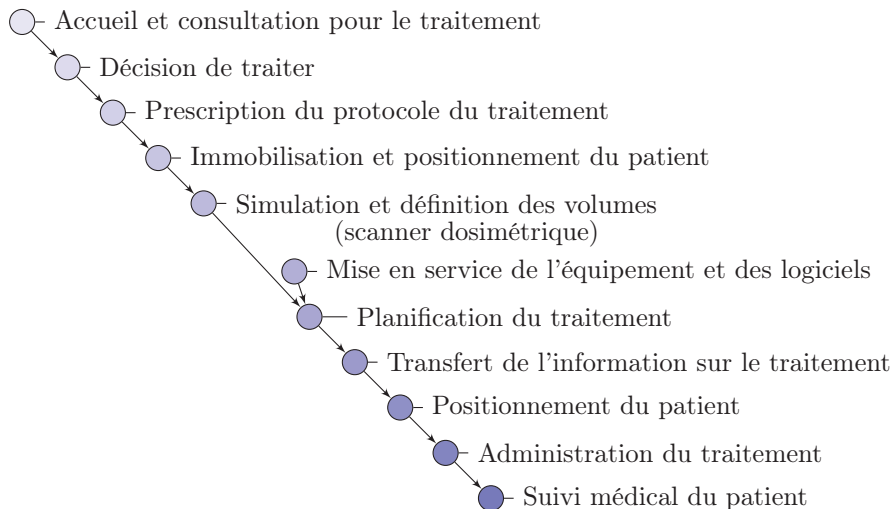 Accueil et consultation pour le traitement
Décision de traiter
Prescription du protocole du traitement
Immobilisation et positionnement du patient
Simulation et définition des volumes
(scanner dosimétrique)
Mise en service de l'équipement et des logiciels
Planification du traitement
Transfert de l'information sur le traitement
Positionnement du patient
Administration du traitement
Suivi médical du patient